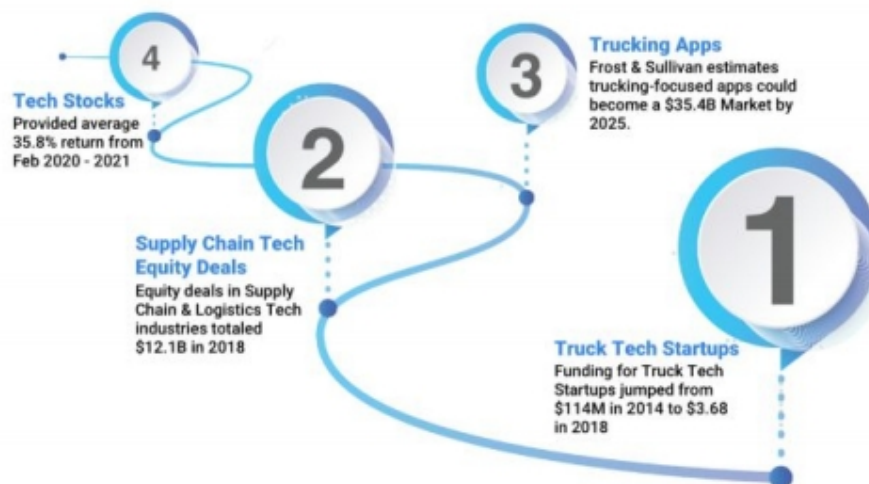 4
Tech Stocks
Provided average
35.8% return from
Feb 2020 - 2021
3
Trucking Apps
Frost & Sullivan estimates
trucking-focused apps could
become a $35.4B Market by
2025.
2
Supply Chain Tech
Equity Deals
Equity deals in Supply
Chain & Logistics Tech
industries totaled
$12.1B in 2018
1
Truck Tech Startups
Funding for Truck Tech
Startups jumped from
$114M in 2014 to $3.68
in 2018